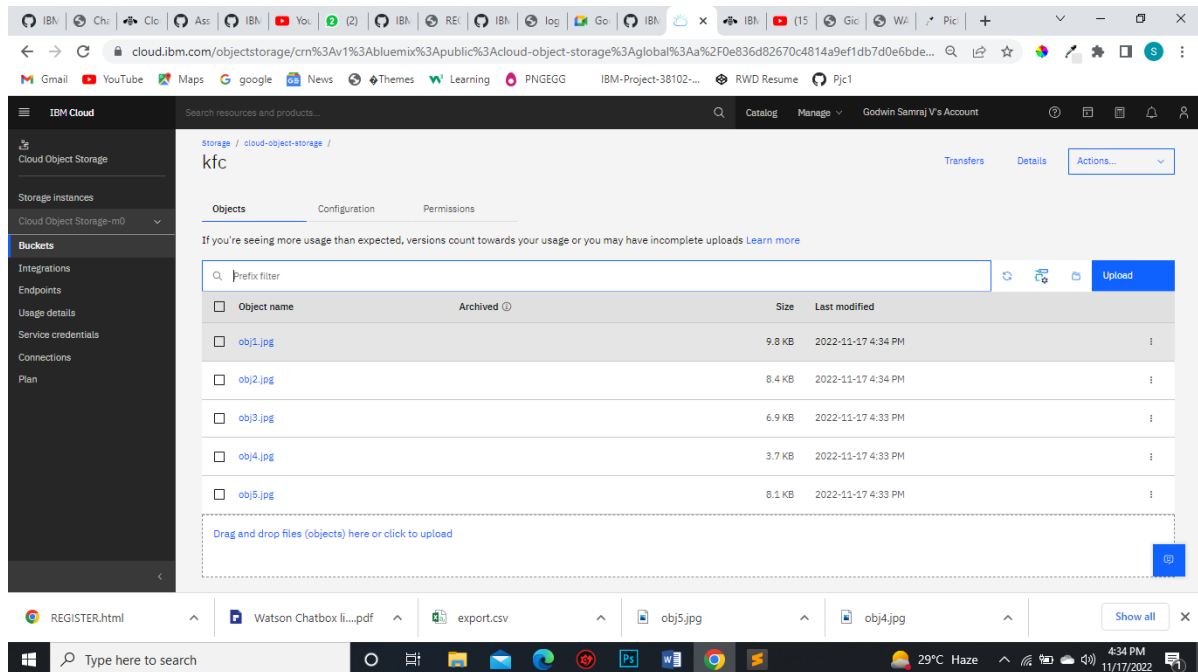 IBM Cha Clo Ass IBM You (2) IBM REG IBM log Go IBM IBM (15 Gid WA Pici
cloud.ibm.com/objectstorage/crn%3Av1%3Abluemix%3Apublic%3Acloud-object-storage%3Aglobal%3Aa%2F0e836d82670c4814a9ef1db7d0e6bde... S
Gmail YouTube Maps google News �Themes Learning PNGEGG IBM-Project-38102-... RWD Resume Pjc1
IBM Cloud Search resources and products... Catalog Manage Godwin Samraj V's Account
Cloud Object Storage
Storage instances
Cloud Object Storage-m0
Buckets
Integrations
Endpoints
Usage details
Service credentials
Connections
Plan
Storage / cloud-object-storage /
kfc Transfers Details Actions...
Objects Configuration Permissions
If you're seeing more usage than expected, versions count towards your usage or you may have incomplete uploads Learn more
Prefix filter Upload
Object name Archived Size Last modified
obj1.jpg 9.8 KB 2022-11-17 4:34 PM
obj2.jpg 8.4 KB 2022-11-17 4:34 PM
obj3.jpg 6.9 KB 2022-11-17 4:33 PM
obj4.jpg 3.7 KB 2022-11-17 4:33 PM
obj5.jpg 8.1 KB 2022-11-17 4:33 PM
Drag and drop files (objects) here or click to upload
REGISTER.html Watson Chatbox li....pdf export.csv obj5.jpg obj4.jpg Show all
Type here to search Ps 29°C Haze 4:34 PM
11/17/2022